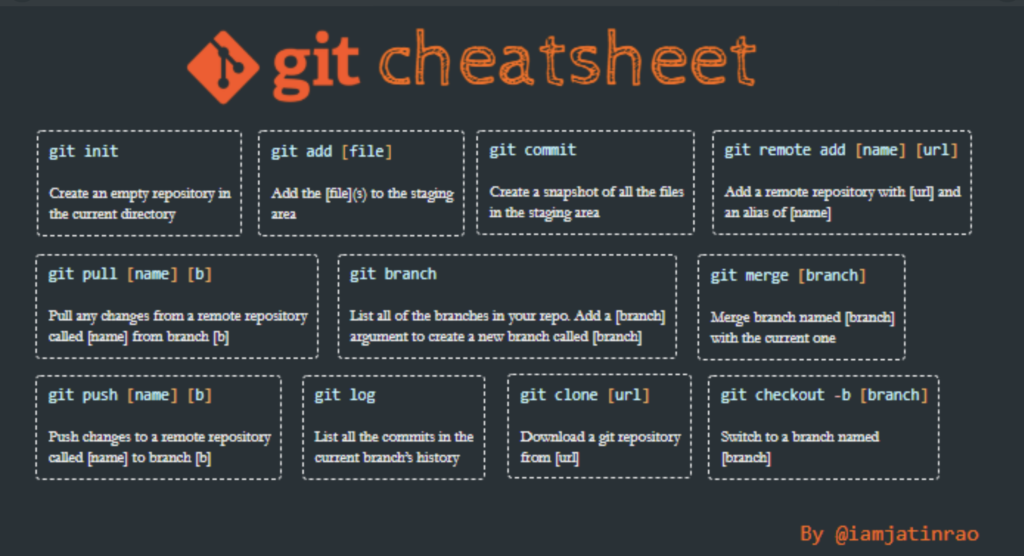 git cheatsheet
git init
Create an empty repository in
the current directory
git add [file]
Add the [file](s) to the staging
area
git commit
Create a snapshot of all the files
in the staging area
git remote add [name] [url]
Add a remote repository with [url] and
an alias of [name]
git pull [name] [b]
Pull any changes from a remote repository
called [name] from branch [b]
git branch
List all of the branches in your repo. Add a [branch]
argument to create a new branch called [branch]
git merge [branch]
Merge branch named [branch]
with the current one
git push [name] [b]
Push changes to a remote repository
called [name] to branch [b]
git log
List all the commits in the
current branch's history
git clone [url]
Download a git repository
from [url]
git checkout -b [branch]
Switch to a branch named
[branch]
By @iamjatinrao